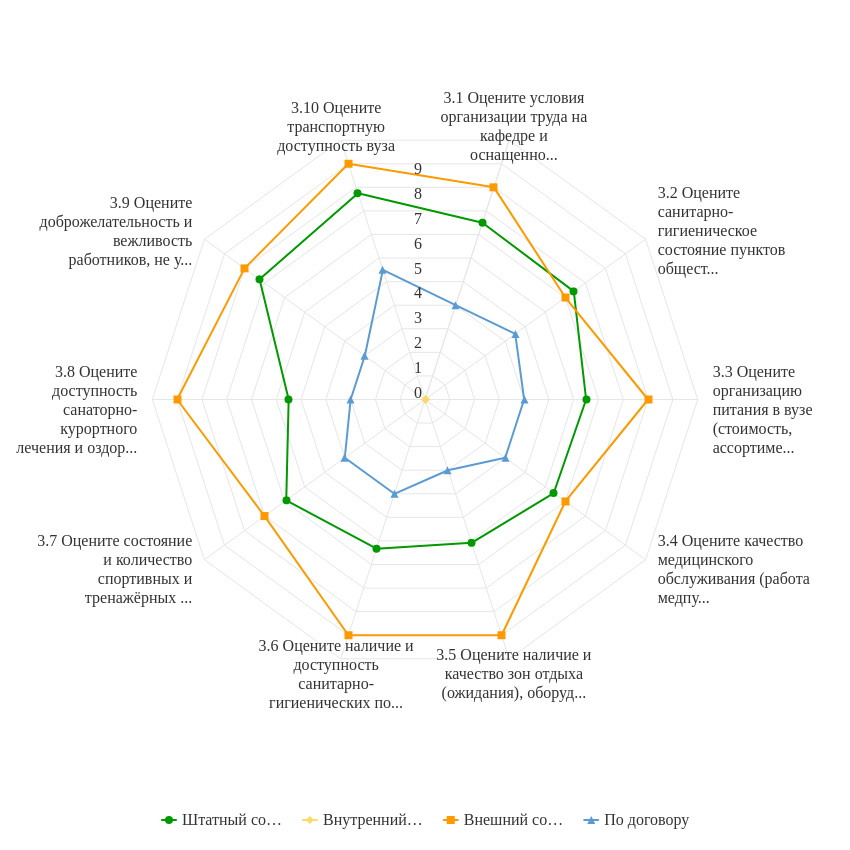 3.1 Оцените условия
организации труда на
кафедре и
оснащенно...
3.2 Оцените
санитарно-
гигиеническое
состояние пунктов
общест...
3.3 Оцените
организацию
питания в вузе
(стоимость,
ассортиме...
3.4 Оцените качество
медицинского
обслуживания (работа
медпу...
3.5 Оцените наличие и
качество зон отдыха
(ожидания), оборуд...
3.6 Оцените наличие и
доступность
санитарно-
гигиенических по...
3.7 Оцените состояние
и количество
спортивных и
тренажёрных ...
3.8 Оцените
доступность
санаторно-
курортного
лечения и оздор...
3.9 Оцените
доброжелательность и
вежливость
работников, не у...
3.10 Оцените
транспортную
доступность вуза
9
8
7
6
5
4
3
2
1
0
Штатный со…
Внутренний…
Внешний со…
По договору